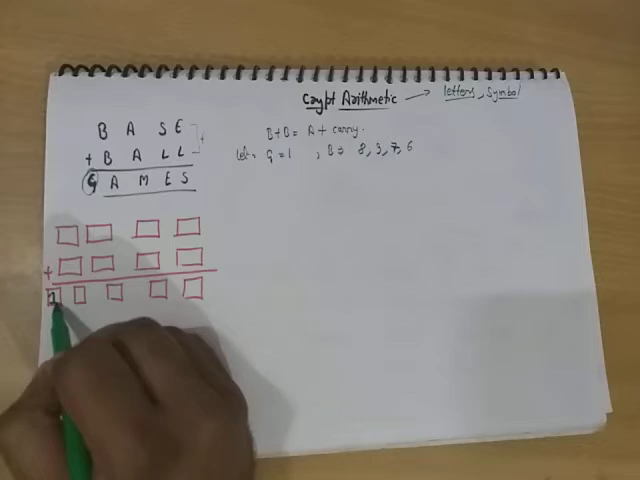 Crypt Arithmetic → letters, Symbol
B A S E
+ B A L L
G A M E S
B+B = A + carry.
let, G = 1 , B = 8, 9, 7, 6
+
1